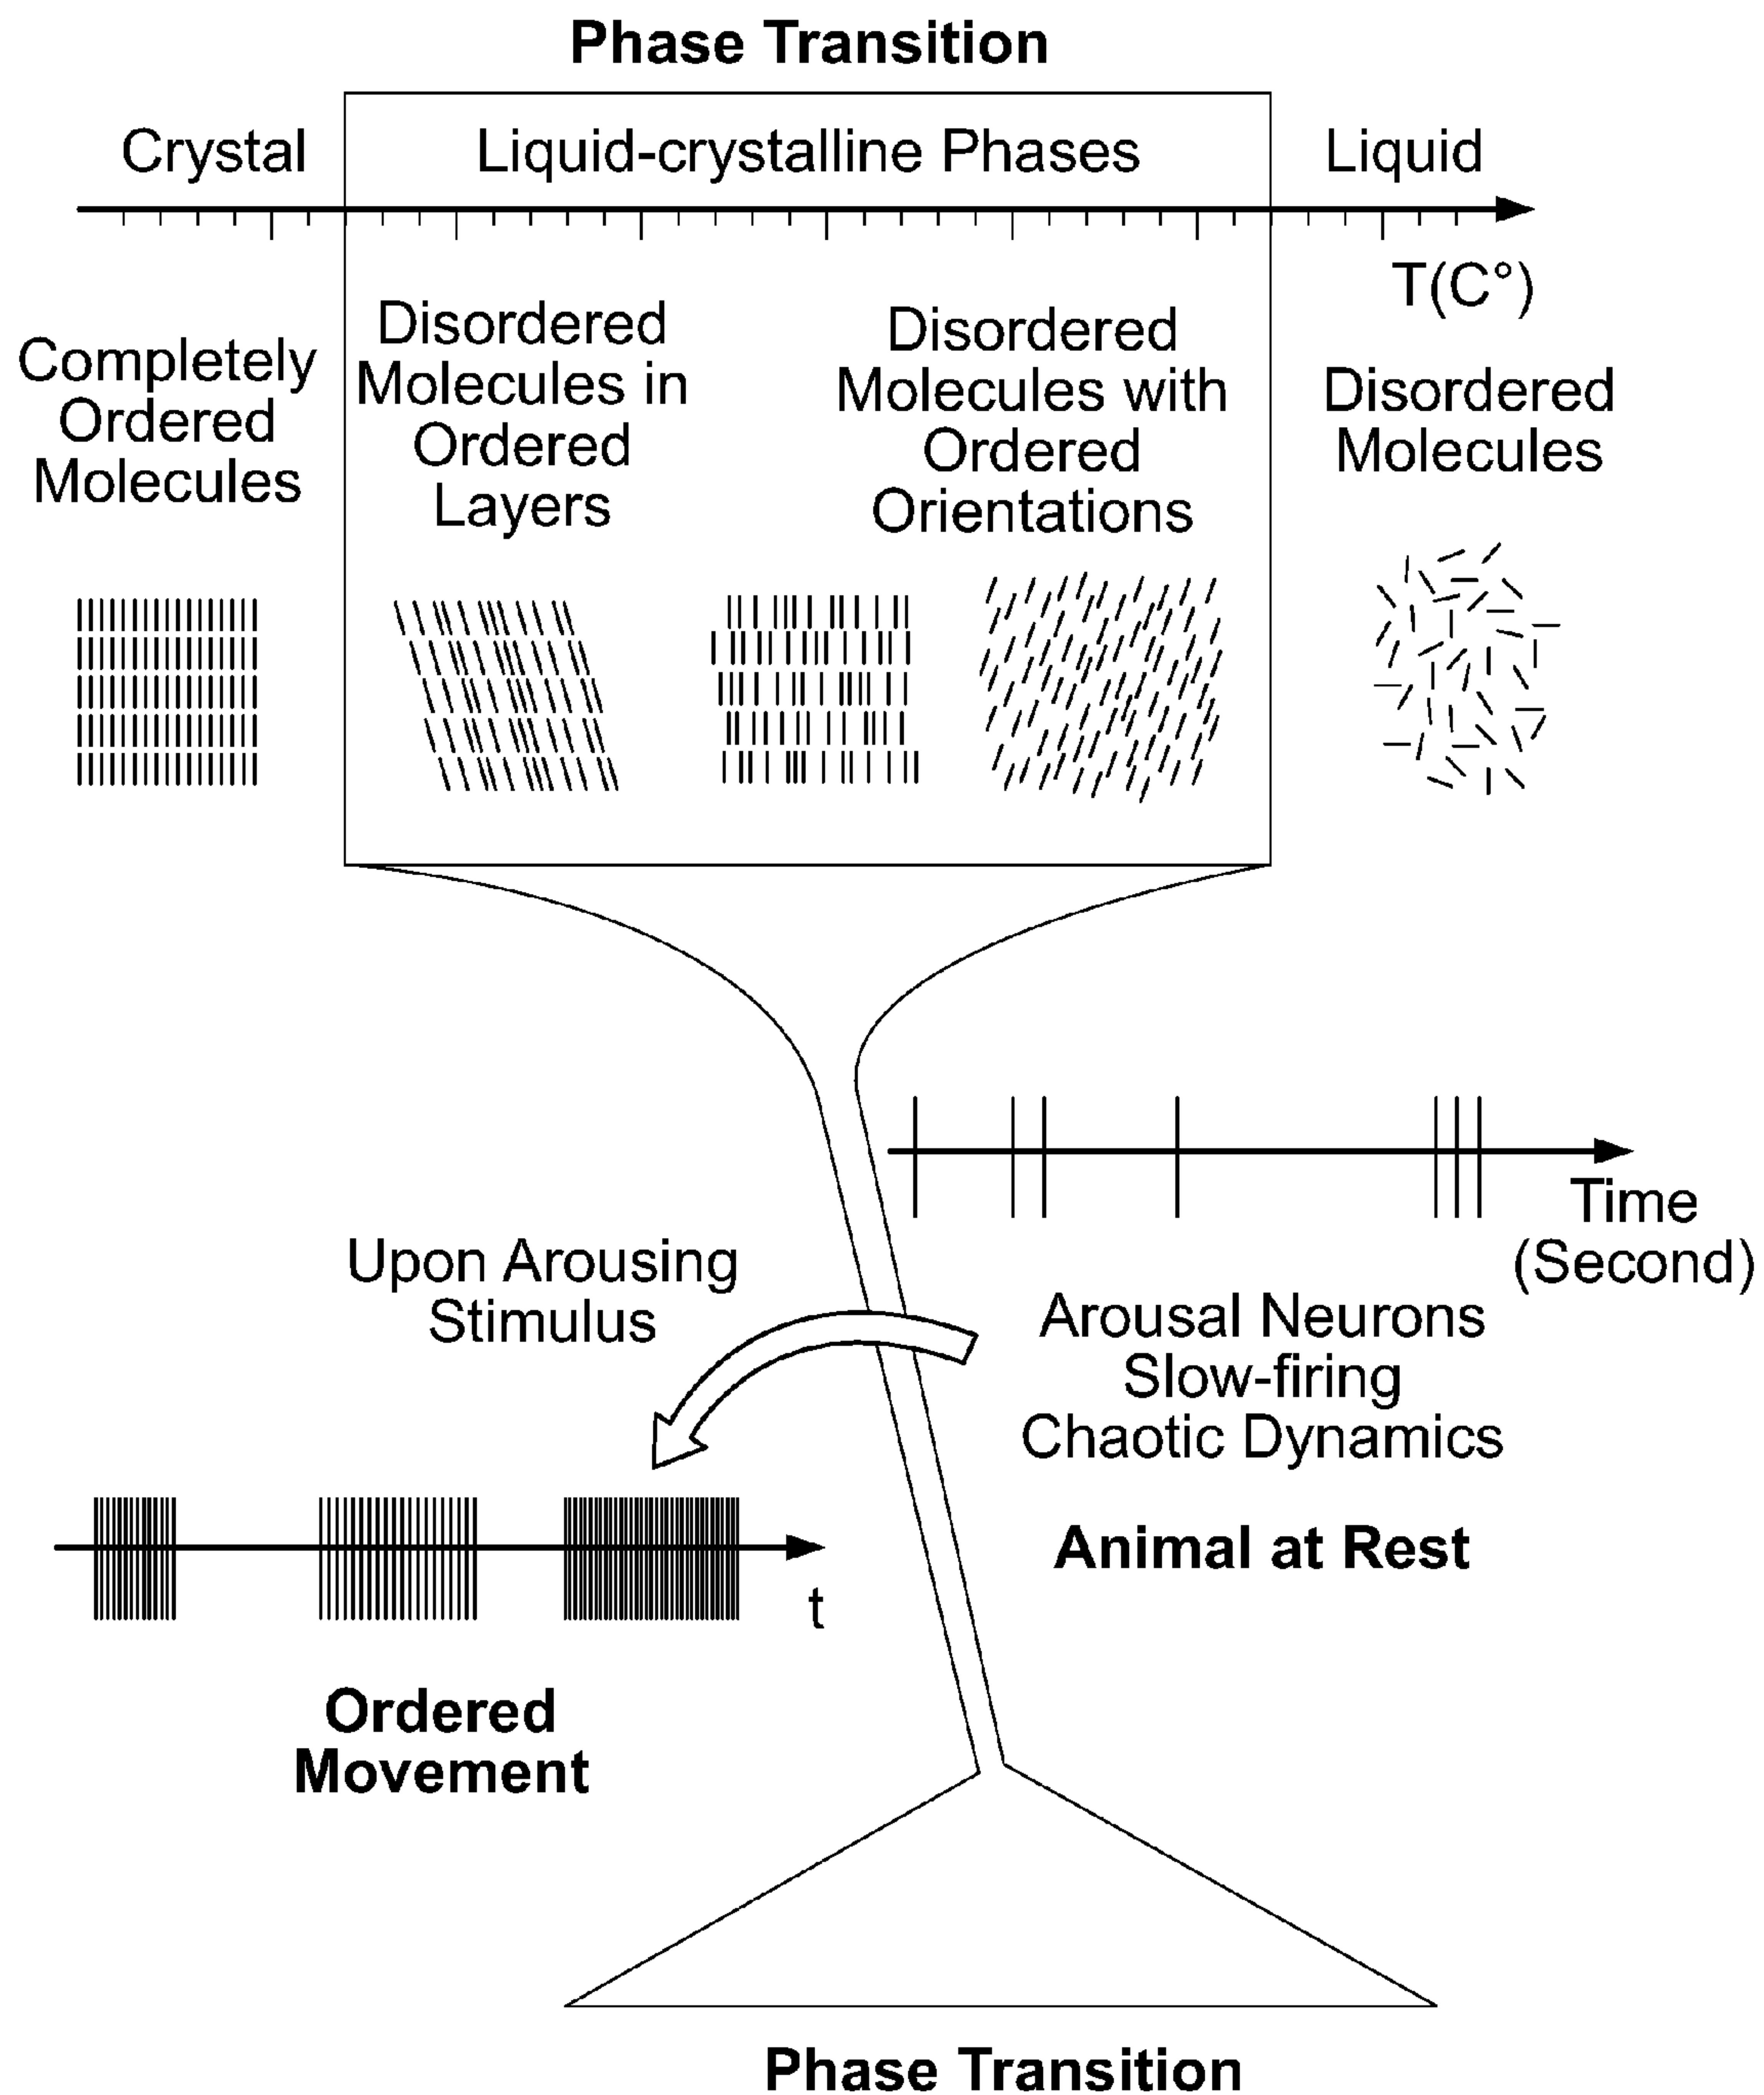 Phase Transition
Crystal
Liquid-crystalline Phases
Liquid
T(C°)
Completely
Ordered
Molecules
Disordered
Molecules in
Ordered
Layers
Disordered
Molecules with
Ordered
Orientations
Disordered
Molecules
Time
(Second)
Upon Arousing
Stimulus
Arousal Neurons
Slow-firing
Chaotic Dynamics
Animal at Rest
t
Ordered
Movement
Phase Transition